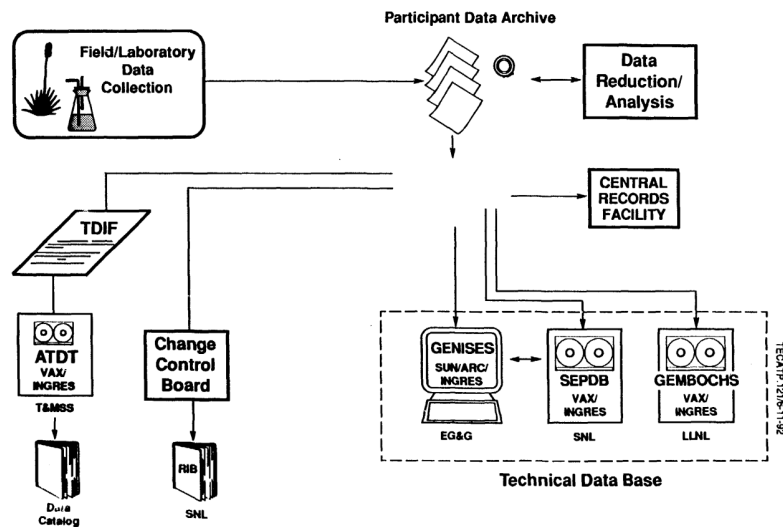 Participant Data Archive
Field/Laboratory
Data
Collection
Data
Reduction/
Analysis
CENTRAL
RECORDS
FACILITY
TDIF
ATDT
VAX/
INGRES
T&MSS
Data
Catalog
Change
Control
Board
RIB
SNL
GENISES
SUN/ARC/
INGRES
EG&G
SEPDB
VAX/
INGRES
SNL
GEMBOCHS
VAX/
INGRES
LLNL
Technical Data Base